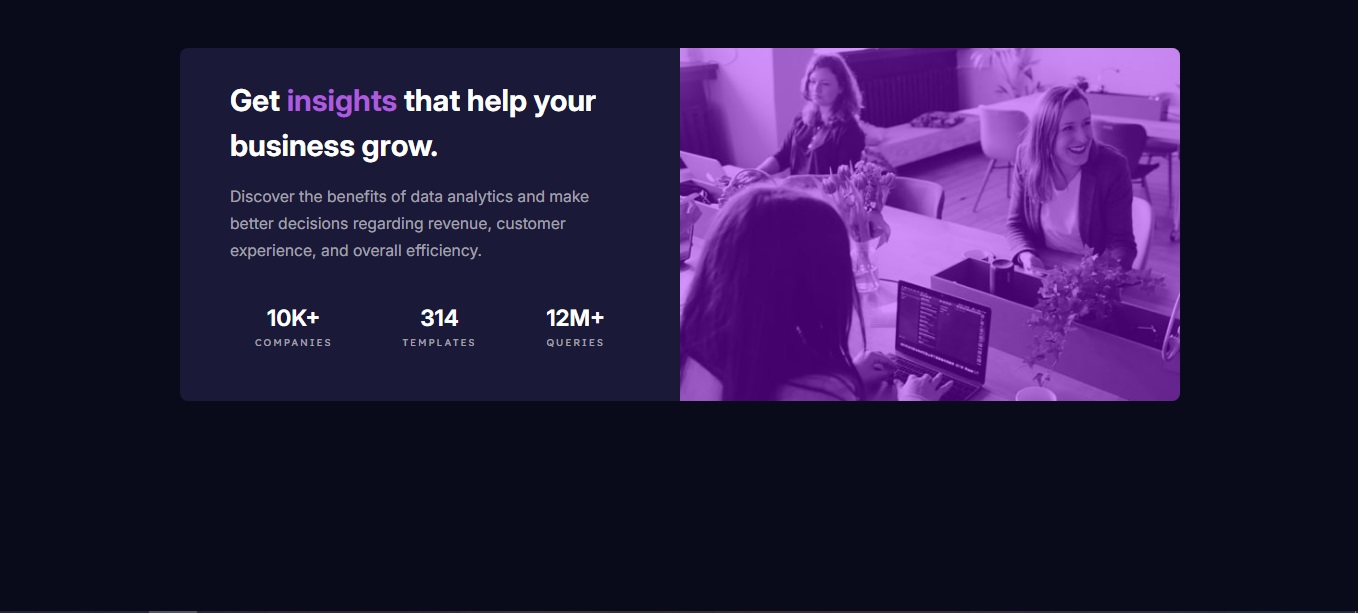 Get insights that help your
business grow.
Discover the benefits of data analytics and make
better decisions regarding revenue, customer
experience, and overall efficiency.
10K+ 314 12M+
COMPANIES TEMPLATES QUERIES